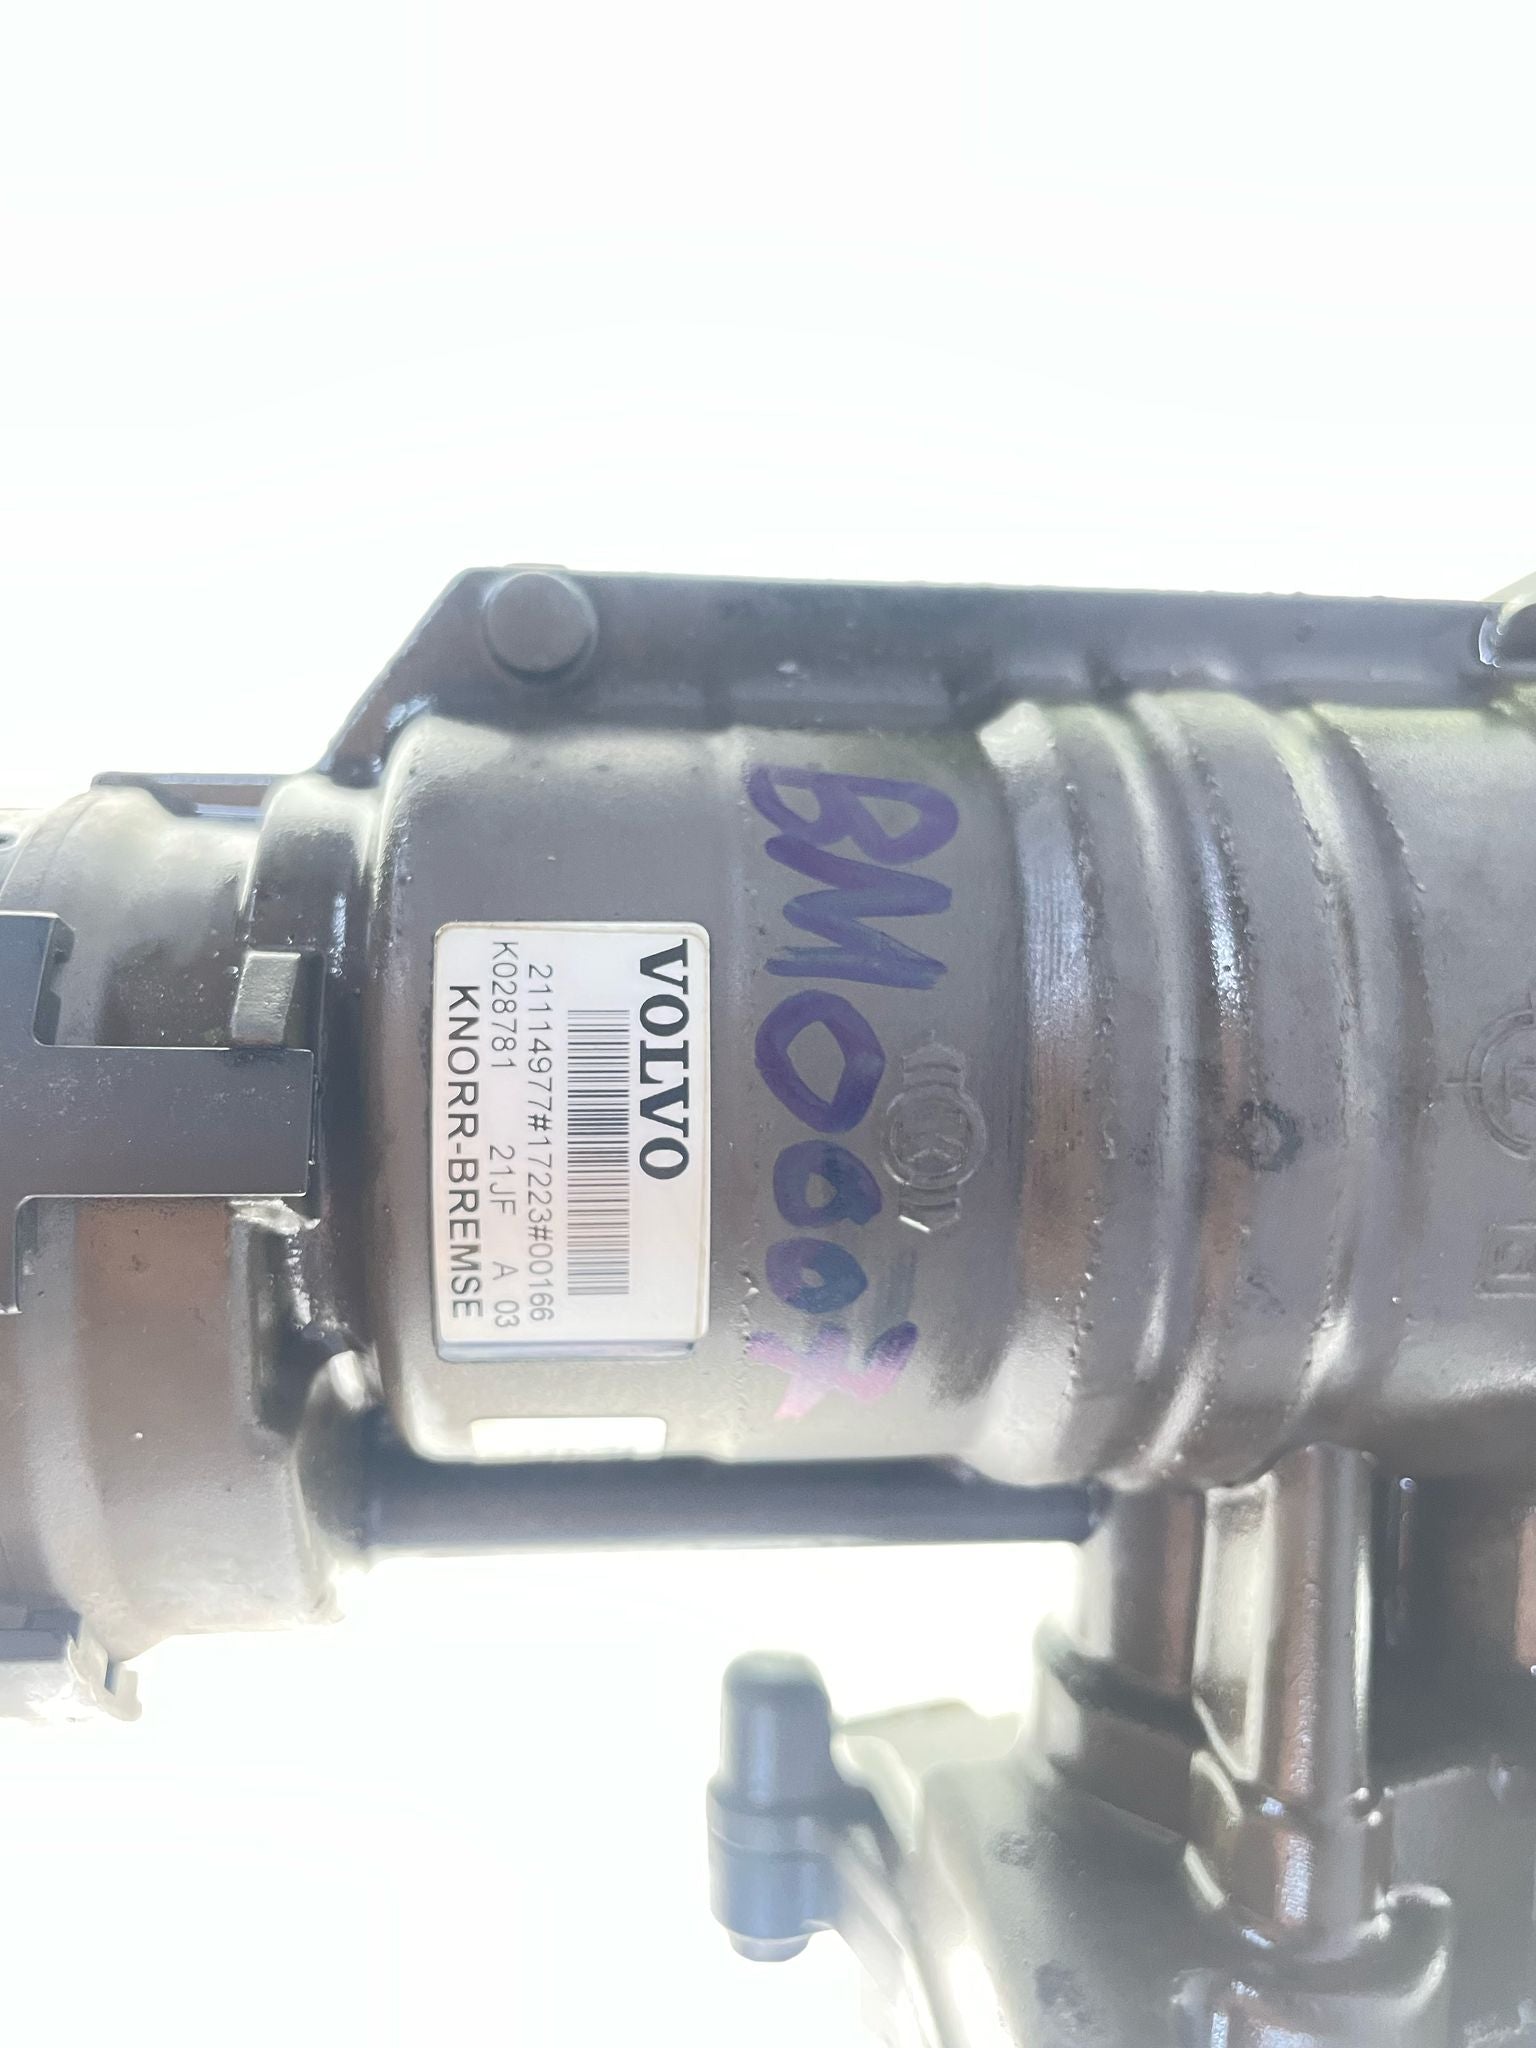 VOLVO
21114977#17223#00166
K028781 21JF A 03
KNORR-BREMSE
BM0007
K